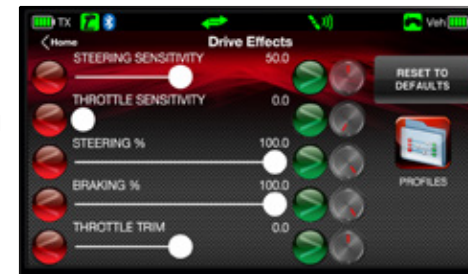 TX Veh
Home Drive Effects
STEERING SENSITIVITY 50.0
RESET TO
DEFAULTS
THROTTLE SENSITIVITY 0.0
STEERING % 100.0
PROFILES
BRAKING % 100.0
THROTTLE TRIM 0.0